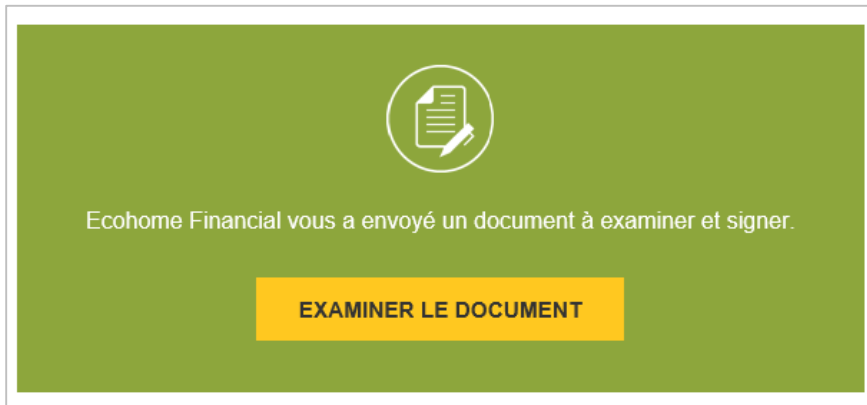 Ecohome Financial vous a envoyé un document à examiner et signer.
EXAMINER LE DOCUMENT